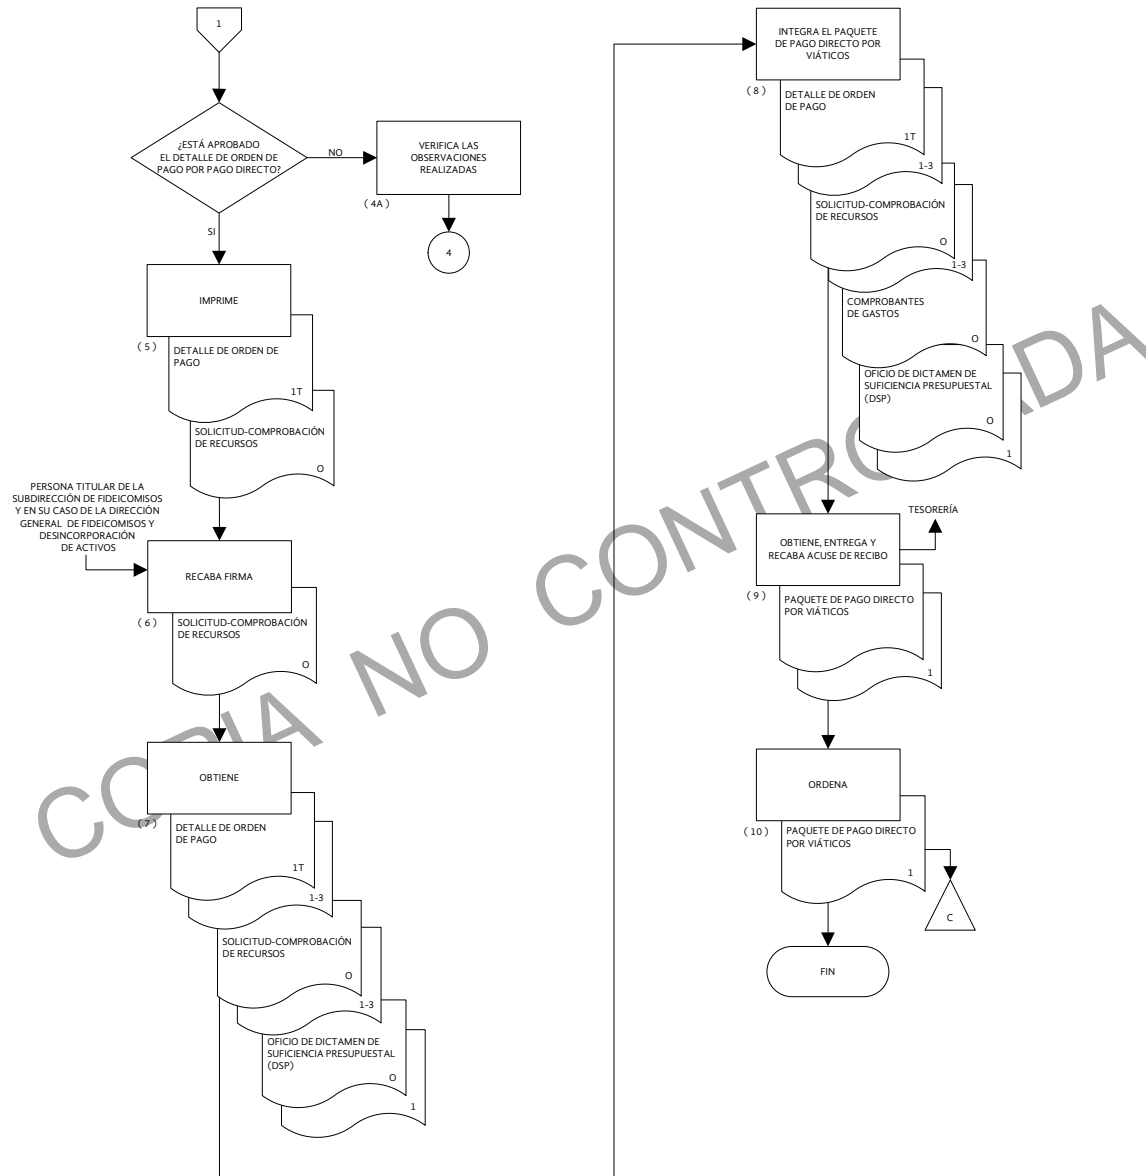 1
¿ESTÁ APROBADO
EL DETALLE DE ORDEN DE
PAGO POR PAGO DIRECTO?
NO
VERIFICA LAS
OBSERVACIONES
REALIZADAS
(4A)
4
SI
IMPRIME
(5)
DETALLE DE ORDEN DE
PAGO
1T
SOLICITUD-COMPROBACIÓN
DE RECURSOS
O
PERSONA TITULAR DE LA
SUBDIRECCIÓN DE FIDEICOMISOS
Y EN SU CASO DE LA DIRECCIÓN
GENERAL DE FIDEICOMISOS Y
DESINCORPORACIÓN
DE ACTIVOS
RECABA FIRMA
(6)
SOLICITUD-COMPROBACIÓN
DE RECURSOS
O
OBTIENE
(7)
DETALLE DE ORDEN
DE PAGO
1T
1-3
SOLICITUD-COMPROBACIÓN
DE RECURSOS
O
1-3
OFICIO DE DICTAMEN DE
SUFICIENCIA PRESUPUESTAL
(DSP)
O
1
INTEGRA EL PAQUETE
DE PAGO DIRECTO POR
VIÁTICOS
(8)
DETALLE DE ORDEN
DE PAGO
1T
1-3
SOLICITUD-COMPROBACIÓN
DE RECURSOS
O
1-3
COMPROBANTES
DE GASTOS
O
OFICIO DE DICTAMEN DE
SUFICIENCIA PRESUPUESTAL
(DSP)
O
1
OBTIENE, ENTREGA Y
RECABA ACUSE DE RECIBO
TESORERÍA
(9)
PAQUETE DE PAGO DIRECTO
POR VIÁTICOS
1
ORDENA
(10)
PAQUETE DE PAGO DIRECTO
POR VIÁTICOS
1
C
FIN
COPIA NO CONTROLADA